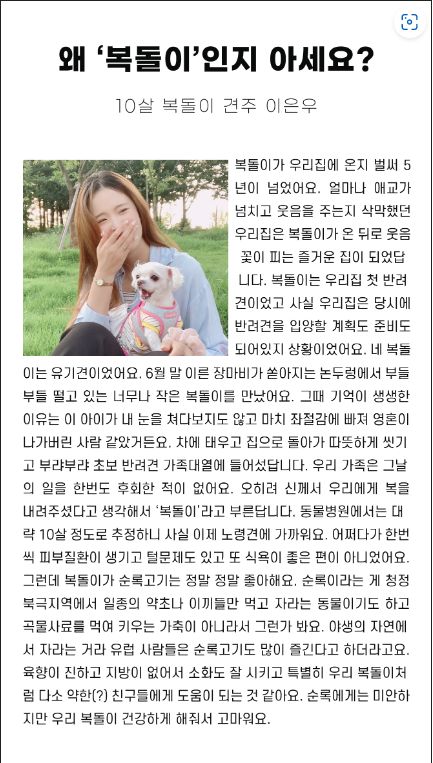 왜 ‘복돌이’인지 아세요?
10살 복돌이 견주 이은우
복돌이가 우리집에 온지 벌써 5
년이 넘었어요. 얼마나 애교가
넘치고 웃음을 주는지 삭막했던
우리집은 복돌이가 온 뒤로 웃음
꽃이 피는 즐거운 집이 되었답
니다. 복돌이는 우리집 첫 반려
견이었고 사실 우리집은 당시에
반려견을 입양할 계획도 준비도
되어있지 상황이었어요. 네 복돌
이는 유기견이었어요. 6월 말 이른 장마비가 쏟아지는 논두렁에서 부들
부들 떨고 있는 너무나 작은 복돌이를 만났어요. 그때 기억이 생생한
이유는 이 아이가 내 눈을 쳐다보지도 않고 마치 좌절감에 빠져 영혼이
나가버린 사람 같았거든요. 차에 태우고 집으로 돌아가 따뜻하게 씻기
고 부랴부랴 초보 반려견 가족대열에 들어섰답니다. 우리 가족은 그날
의 일을 한번도 후회한 적이 없어요. 오히려 신께서 우리에게 복을
내려주셨다고 생각해서 ‘복돌이’라고 부른답니다. 동물병원에서는 대
략 10살 정도로 추정하니 사실 이제 노령견에 가까워요. 어쩌다가 한번
씩 피부질환이 생기고 털문제도 있고 또 식욕이 좋은 편이 아니었어요.
그런데 복돌이가 순록고기는 정말 정말 좋아해요. 순록이라는 게 청정
북극지역에서 일종의 약초나 이끼들만 먹고 자라는 동물이기도 하고
곡물사료를 먹여 키우는 가축이 아니라서 그런가 봐요. 야생의 자연에
서 자라는 거라 유럽 사람들은 순록고기도 많이 즐긴다고 하더라고요.
육향이 진하고 지방이 없어서 소화도 잘 시키고 특별히 우리 복돌이처
럼 다소 약한(?) 친구들에게 도움이 되는 것 같아요. 순록에게는 미안하
지만 우리 복돌이 건강하게 해줘서 고마워요.